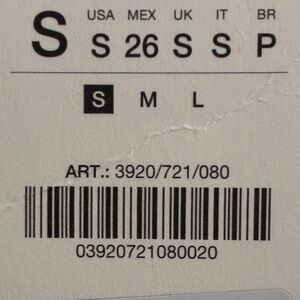 S
USA MEX UK IT BR
S 26 S S P
S M L
ART.: 3920/721/080
03920721080020